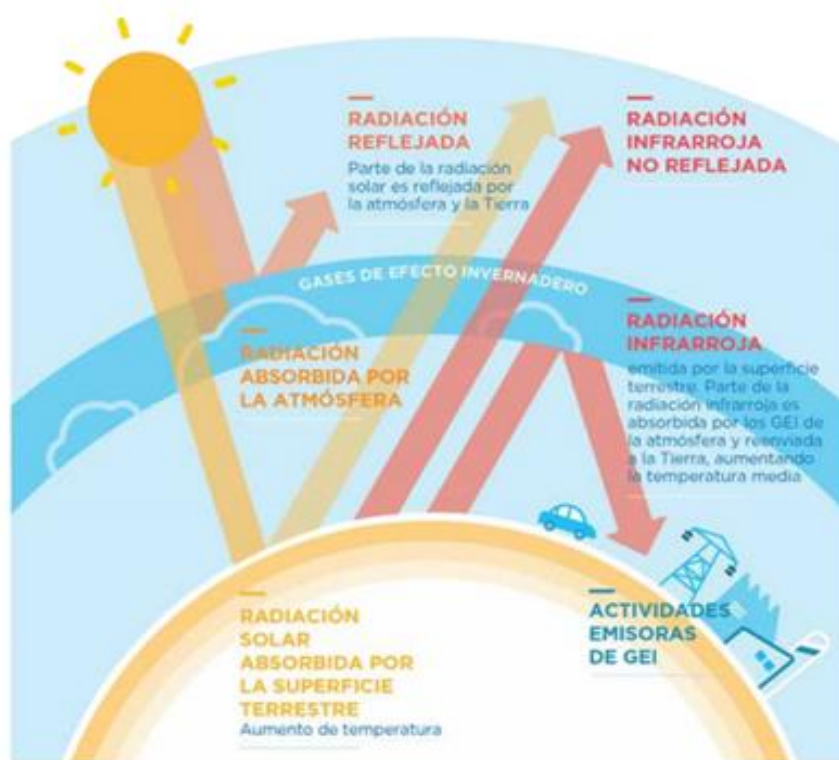 RADIACIÓN
REFLEJADA
Parte de la radiación
solar es reflejada por
la atmósfera y la Tierra
RADIACIÓN
INFRARROJA
NO REFLEJADA
GASES DE EFECTO INVERNADERO
RADIACIÓN
ABSORBIDA POR
LA ATMÓSFERA
RADIACIÓN
INFRARROJA
emitida por la superficie
terrestre. Parte de la
radiación infrarroja es
absorbida por los GEI de
la atmósfera y reenviada
a la Tierra, aumentando
la temperatura media
RADIACIÓN
SOLAR
ABSORBIDA POR
LA SUPERFICIE
TERRESTRE
Aumento de temperatura
ACTIVIDADES
EMISORAS
DE GEI